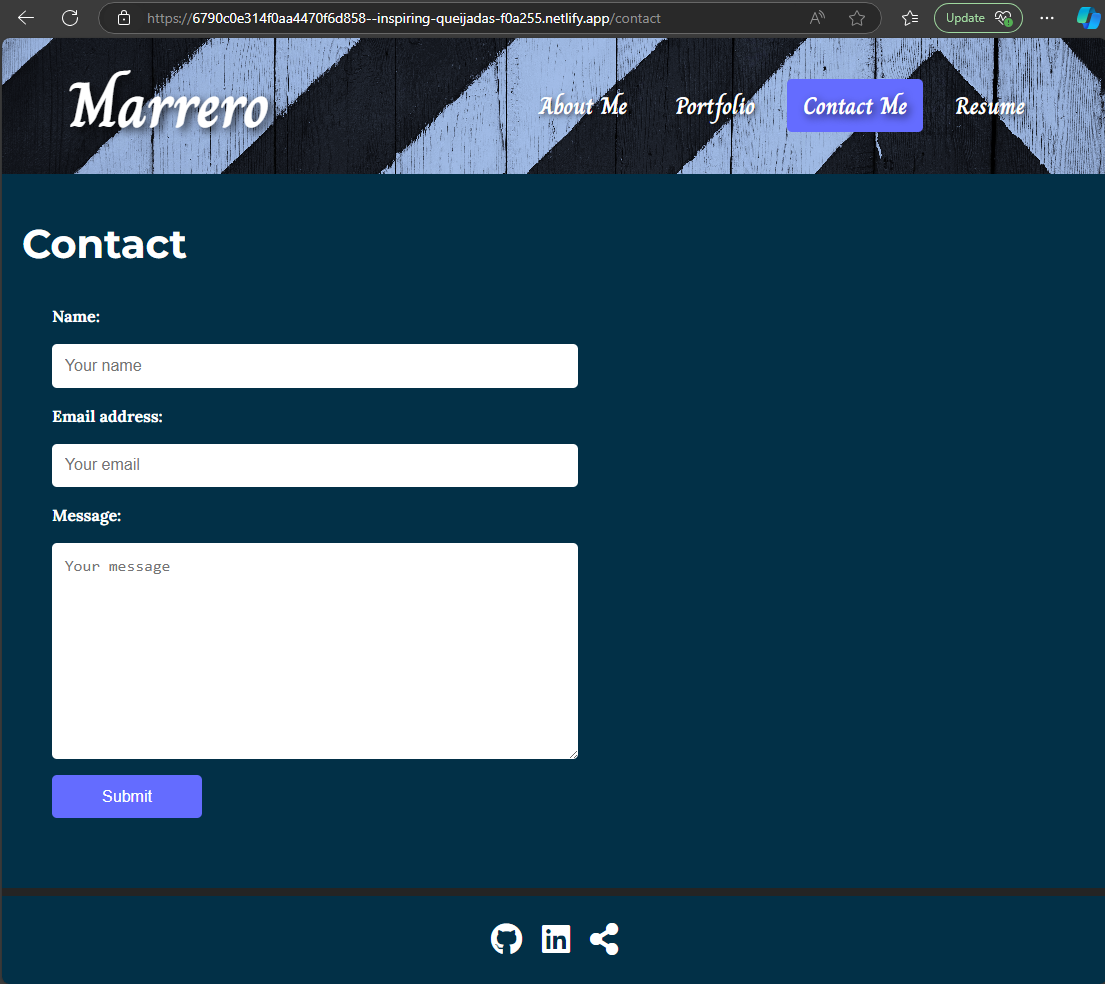 https://6790c0e314f0aa4470f6d858--inspiring-queijadas-f0a255.netlify.app/contact
Update
Marrero
About Me
Portfolio
Contact Me
Resume
Contact
Name:
Your name
Email address:
Your email
Message:
Your message
Submit
in